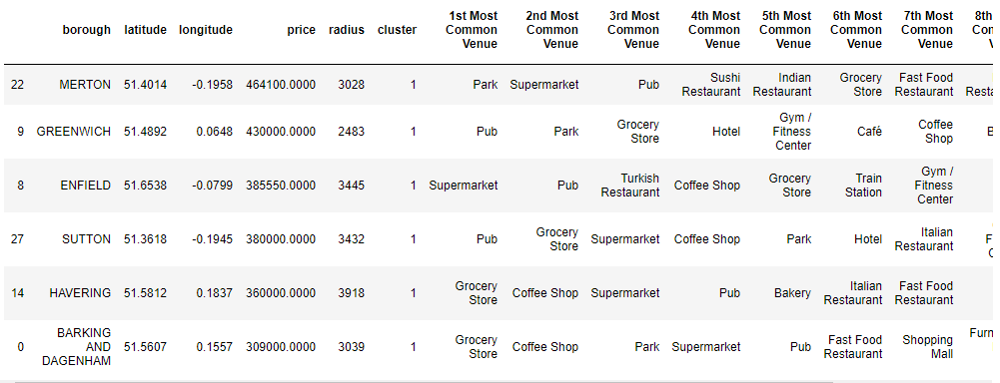 borough latitude longitude price radius cluster 1st Most Common Venue 2nd Most Common Venue 3rd Most Common Venue 4th Most Common Venue 5th Most Common Venue 6th Most Common Venue 7th Most Common Venue 8th
22 MERTON 51.4014 -0.1958 464100.0000 3028 1 Park Supermarket Pub Sushi Restaurant Indian Restaurant Grocery Store Fast Food Restaurant
9 GREENWICH 51.4892 0.0648 430000.0000 2483 1 Pub Park Grocery Store Hotel Gym / Fitness Center Café Coffee Shop
8 ENFIELD 51.6538 -0.0799 385550.0000 3445 1 Supermarket Pub Turkish Restaurant Coffee Shop Grocery Store Train Station Gym / Fitness Center
27 SUTTON 51.3618 -0.1945 380000.0000 3432 1 Pub Grocery Store Supermarket Coffee Shop Park Hotel Italian Restaurant
14 HAVERING 51.5812 0.1837 360000.0000 3918 1 Grocery Store Coffee Shop Supermarket Pub Bakery Italian Restaurant Fast Food Restaurant
0 BARKING AND DAGENHAM 51.5607 0.1557 309000.0000 3039 1 Grocery Store Coffee Shop Park Supermarket Pub Fast Food Restaurant Shopping Mall